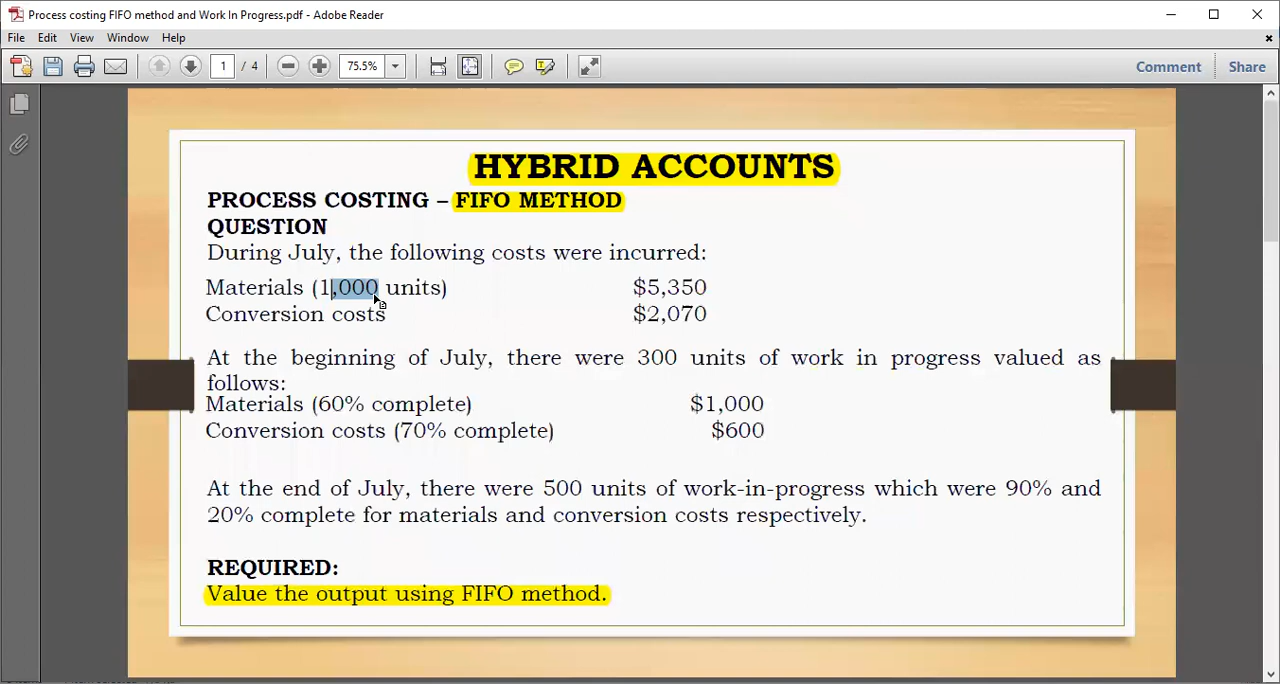 Process costing FIFO method and Work In Progress.pdf - Adobe Reader
File Edit View Window Help
1 / 4 75.5% Comment Share
HYBRID ACCOUNTS
PROCESS COSTING – FIFO METHOD
QUESTION
During July, the following costs were incurred:
Materials (1,000 units) $5,350
Conversion costs $2,070
At the beginning of July, there were 300 units of work in progress valued as
follows:
Materials (60% complete) $1,000
Conversion costs (70% complete) $600
At the end of July, there were 500 units of work-in-progress which were 90% and
20% complete for materials and conversion costs respectively.
REQUIRED:
Value the output using FIFO method.